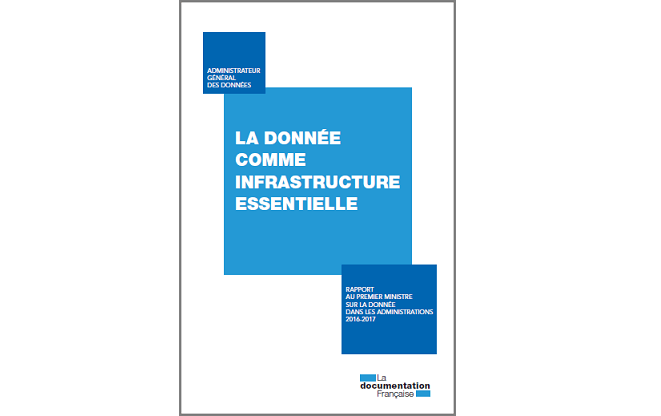 ADMINISTRATEUR
GÉNÉRAL
DES DONNÉES
LA DONNÉE
COMME
INFRASTRUCTURE
ESSENTIELLE
RAPPORT
AU PREMIER MINISTRE
SUR LA DONNÉE
DANS LES ADMINISTRATIONS
2016-2017
La
documentation
Française